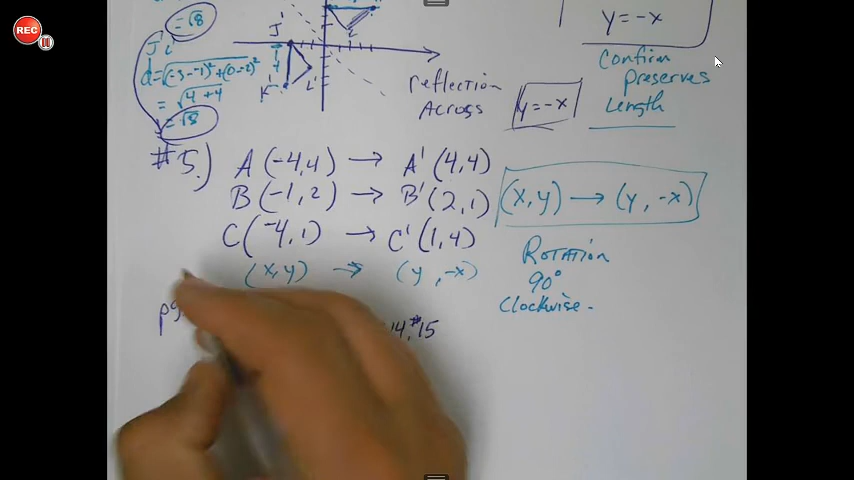 REC
= √8
J'L'
d = √(-3--1)² + (0--2)²
= √4+4
= √8
J'
L'
K'
L
reflection
Across
y=-x
y=-x
Confirm
preserves
Length
#5.)
A(-4,4) → A'(4,4)
B(-1,2) → B'(2,1)
C(-4,1) → C'(1,4)
(x,y) → (y,-x)
(x,y) → (y,-x)
ROTATION
90°
Clockwise.
pg
14, #15